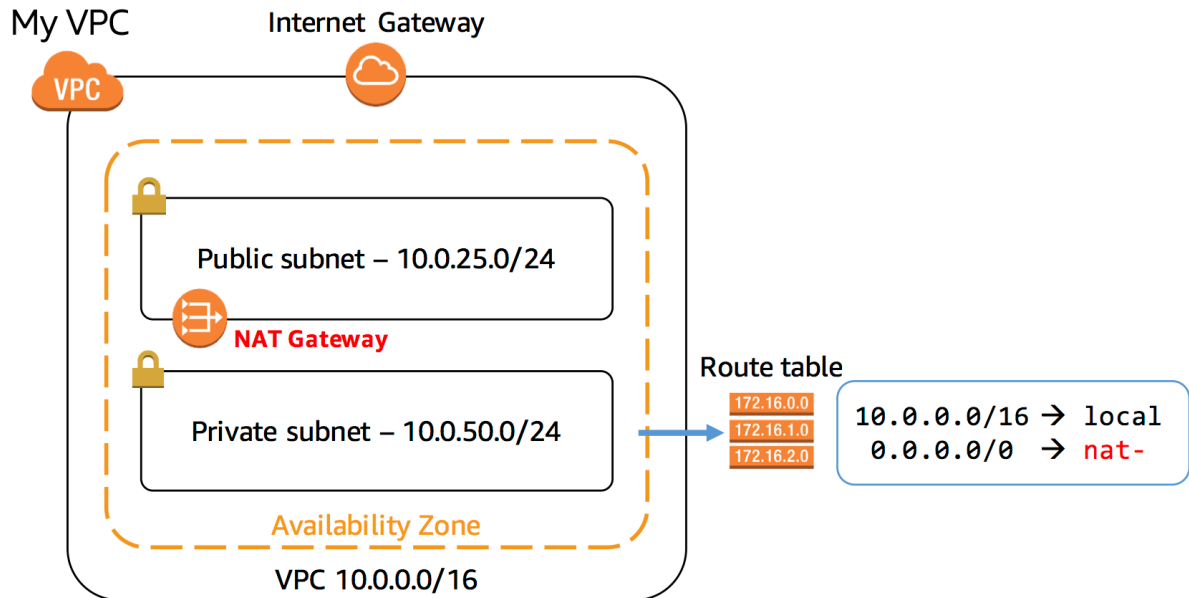 My VPC
Internet Gateway
VPC
Public subnet – 10.0.25.0/24
NAT Gateway
Private subnet – 10.0.50.0/24
Availability Zone
VPC 10.0.0.0/16
Route table
172.16.0.0
172.16.1.0
172.16.2.0
10.0.0.0/16 → local
0.0.0.0/0 → nat-